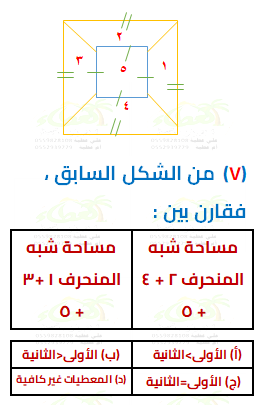 ٢
٣
٥
١
٤
(٧) من الشكل السابق ،
فقارن بين :
مساحة شبه
المنحرف ٢ + ٤
+ ٥
مساحة شبه
المنحرف ١ +٣
+ ٥
(أ) الأولى>الثانية
(ب) الأولى<الثانية
(ج) الأولى=الثانية
(د) المعطيات غير كافية